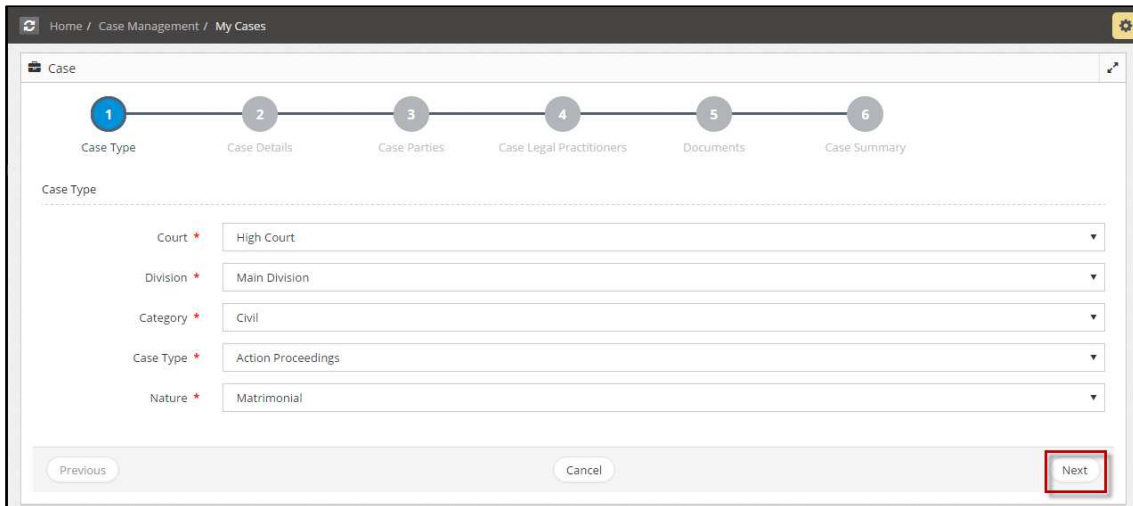 Home / Case Management / My Cases
Case
1 2 3 4 5 6
Case Type Case Details Case Parties Case Legal Practitioners Documents Case Summary
Case Type
Court * High Court
Division * Main Division
Category * Civil
Case Type * Action Proceedings
Nature * Matrimonial
Previous Cancel Next